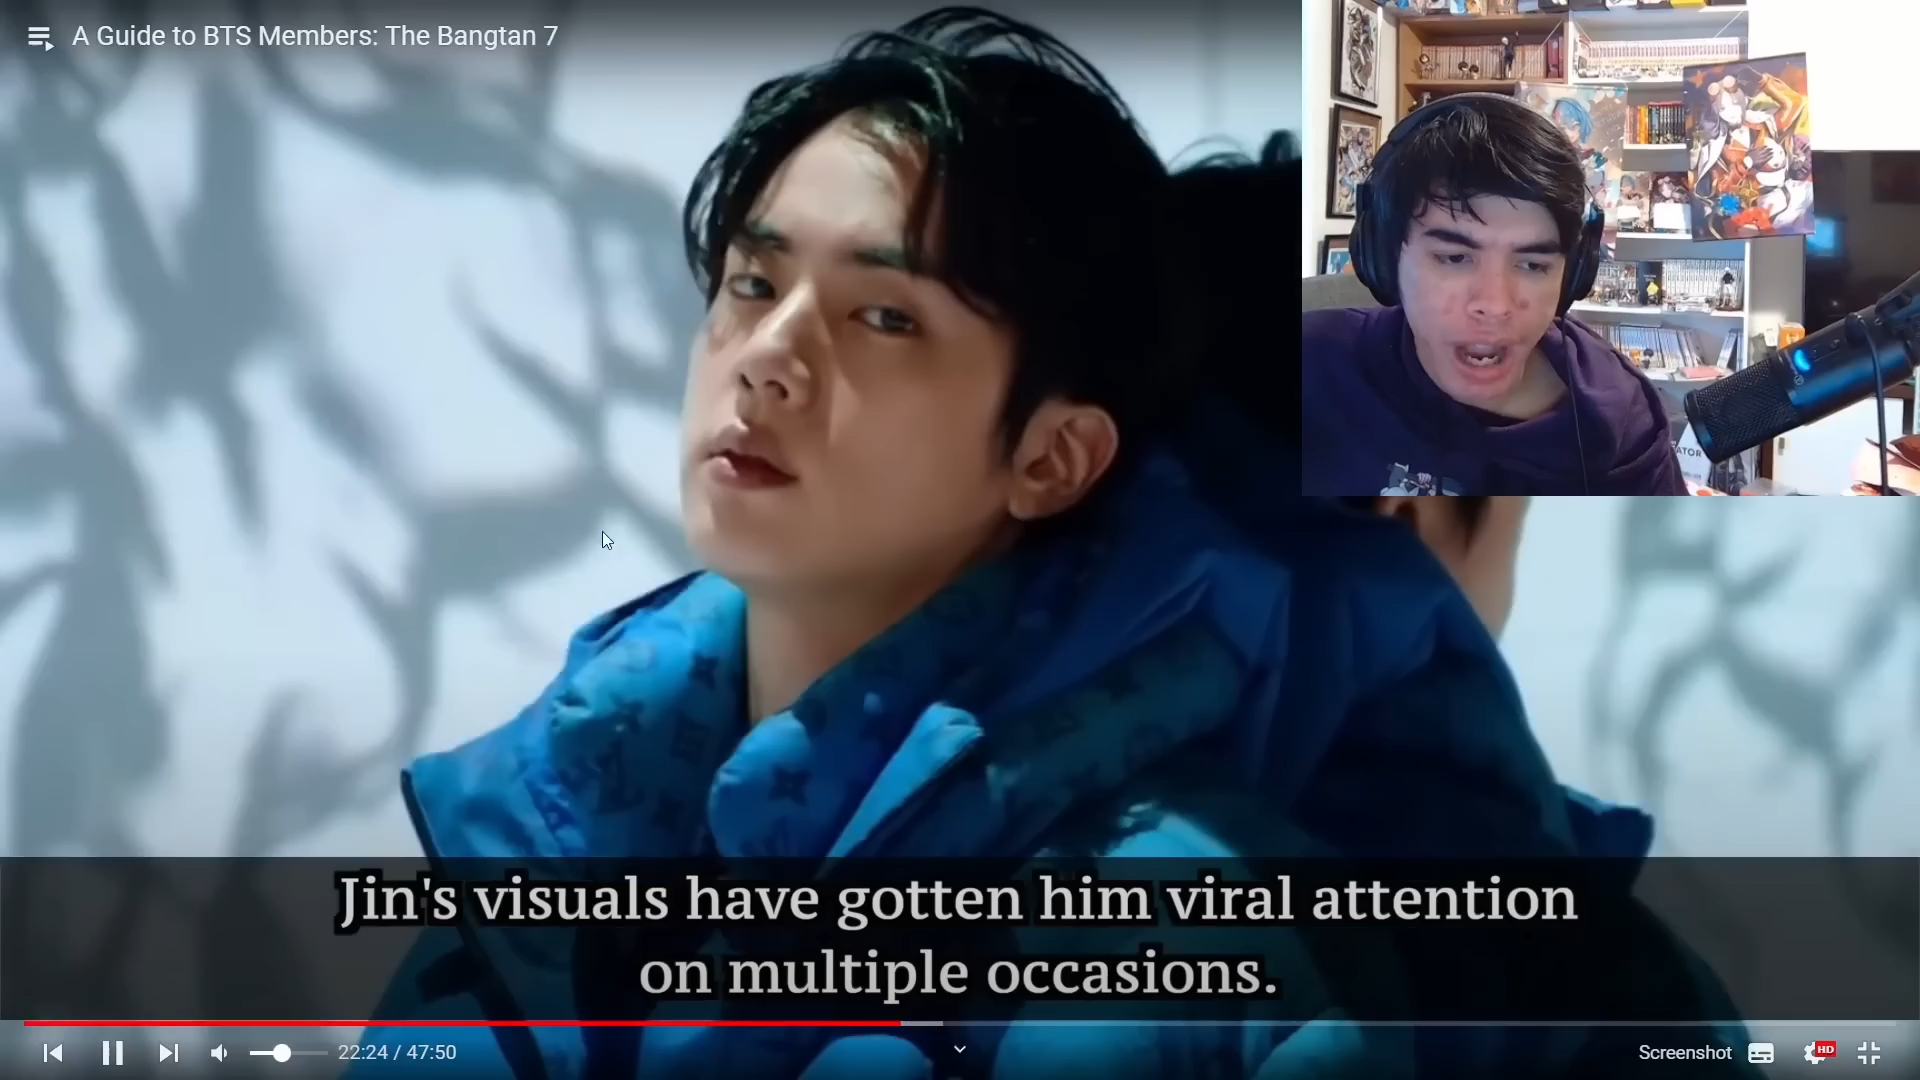 A Guide to BTS Members: The Bangtan 7
ATOR
Jin's visuals have gotten him viral attention
on multiple occasions.
22:24 / 47:50
Screenshot
HD